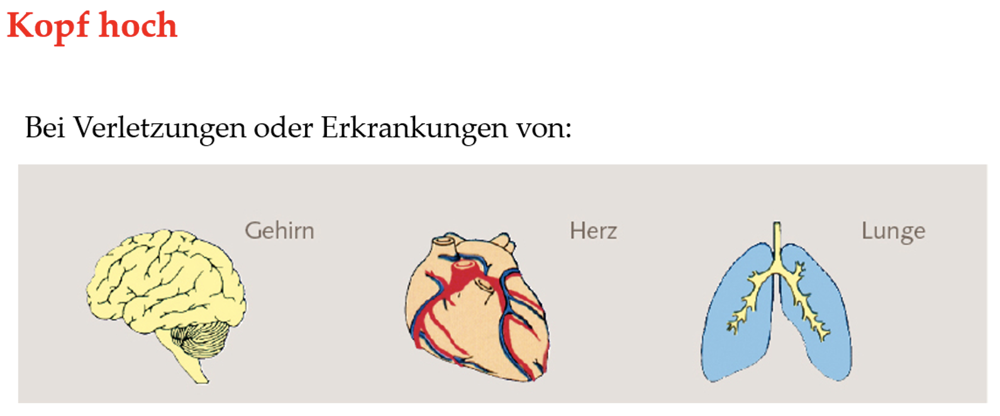 Kopf hoch
Bei Verletzungen oder Erkrankungen von:
Gehirn
Herz
Lunge